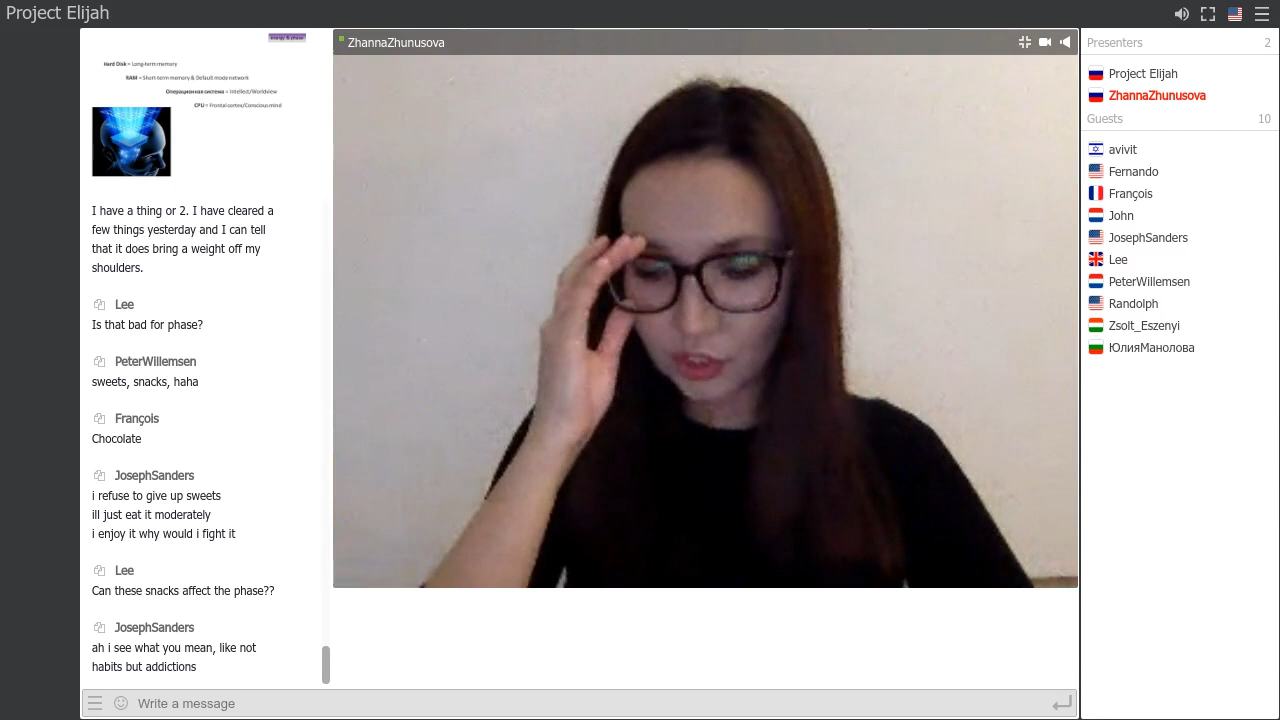 Project Elijah
energy & phase
Hard Disk = Long-term memory
RAM = Short-term memory & Default mode network
Операционная система = Intellect/Worldview
CPU = Frontal cortex/Conscious mind
I have a thing or 2. I have cleared a
few things yesterday and I can tell
that it does bring a weight off my
shoulders.
Lee
Is that bad for phase?
PeterWillemsen
sweets, snacks, haha
François
Chocolate
JosephSanders
i refuse to give up sweets
ill just eat it moderately
i enjoy it why would i fight it
Lee
Can these snacks affect the phase??
JosephSanders
ah i see what you mean, like not
habits but addictions
Write a message
ZhannaZhunusova
Presenters 2
Project Elijah
ZhannaZhunusova
Guests 10
avivit
Fernando
François
John
JosephSanders
Lee
PeterWillemsen
Randolph
Zsolt_Eszenyi
ЮлияМанолова